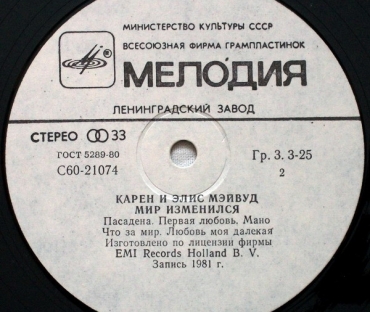 МИНИСТЕРСТВО КУЛЬТУРЫ СССР
ВСЕСОЮЗНАЯ ФИРМА ГРАМПЛАСТИНОК
МЕЛОДИЯ
ЛЕНИНГРАДСКИЙ ЗАВОД
СТЕРЕО 33
ГОСТ 5289-80
С60-21074
Гр. 3. 3-25
2
КАРЕН И ЭЛИС МЭЙВУД
МИР ИЗМЕНИЛСЯ
Пасадена. Первая любовь. Мано
Что за мир. Любовь моя далекая
Изготовлено по лицензии фирмы
EMI Records Holland B. V.
Запись 1981 г.